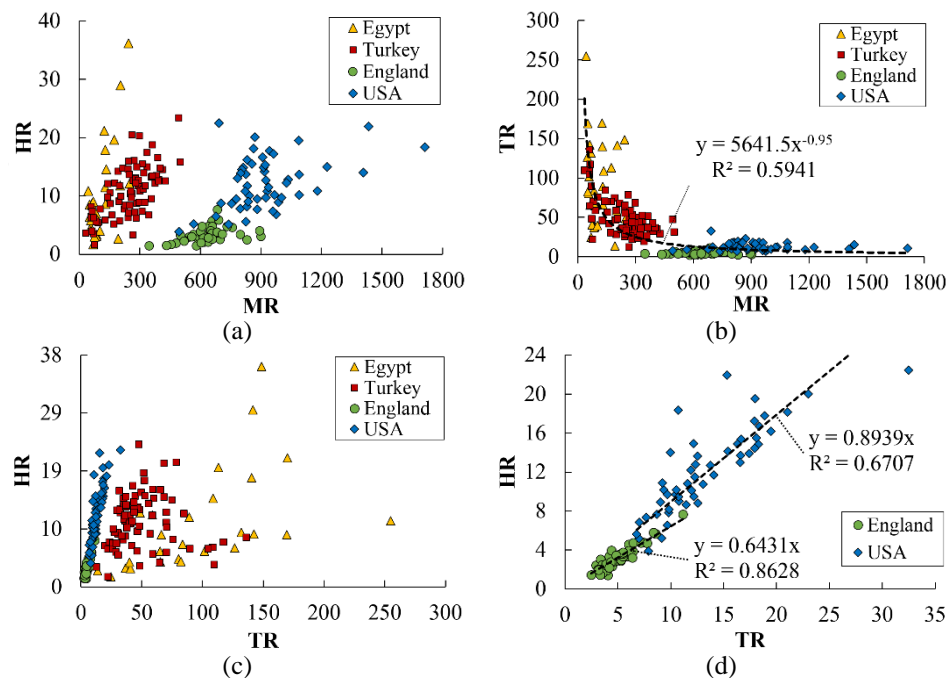 40
30
20
10
0
HR
0 300 600 900 1200 1500 1800
MR
Egypt
Turkey
England
USA
(a)
300
250
200
150
100
50
0
TR
0 300 600 900 1200 1500 1800
MR
Egypt
Turkey
England
USA
y = 5641.5x^-0.95
R² = 0.5941
(b)
38
29
19
10
0
HR
0 50 100 150 200 250 300
TR
Egypt
Turkey
England
USA
(c)
24
20
16
12
8
4
0
HR
0 5 10 15 20 25 30 35
TR
y = 0.8939x
R² = 0.6707
England
USA
y = 0.6431x
R² = 0.8628
(d)